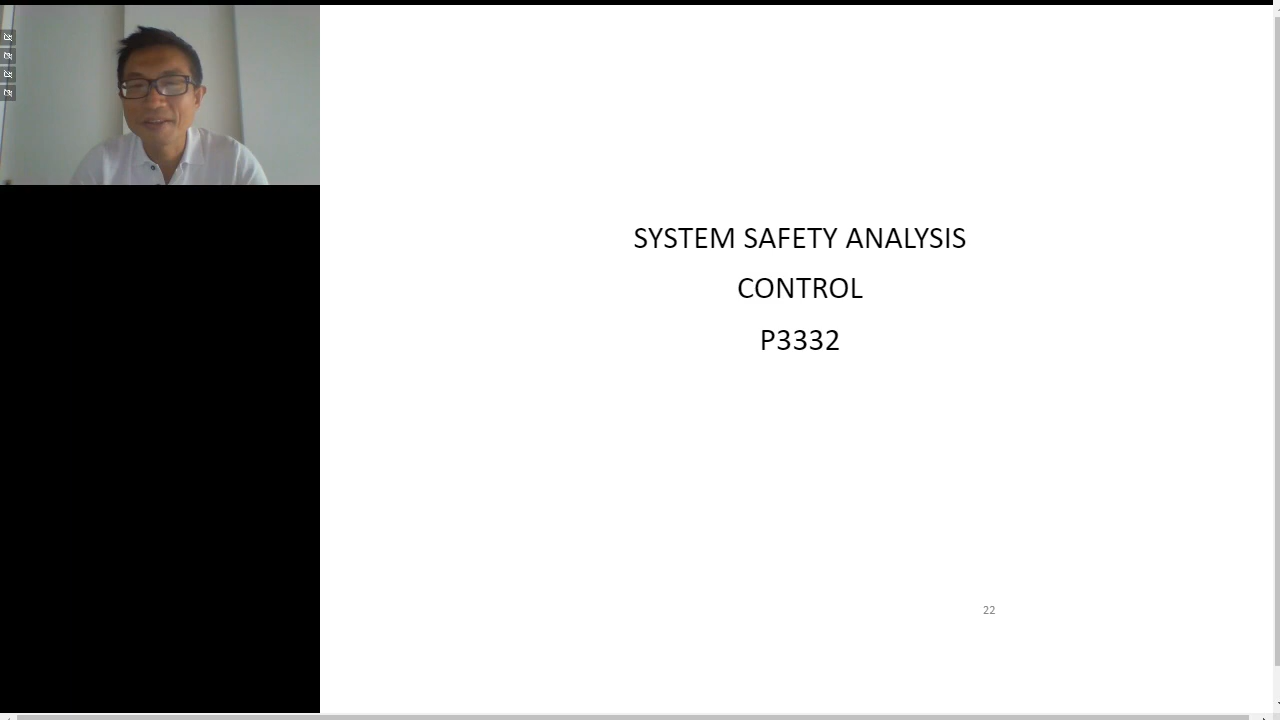 SYSTEM SAFETY ANALYSIS
CONTROL
P3332
22